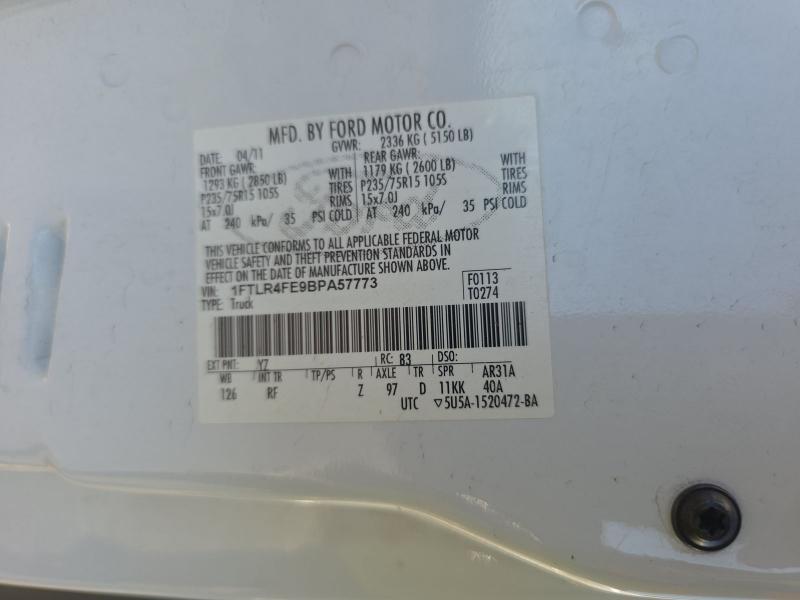 MFD. BY FORD MOTOR CO.
DATE: 04/11 GVWR: 2336 KG ( 5150 LB)
FRONT GAWR: REAR GAWR:
1293 KG ( 2850 LB) WITH 1179 KG ( 2600 LB) WITH
P235/75R15 105S TIRES P235/75R15 105S TIRES
15x7.0J RIMS 15x7.0J RIMS
AT 240 kPa/ 35 PSI COLD AT 240 kPa/ 35 PSI COLD
THIS VEHICLE CONFORMS TO ALL APPLICABLE FEDERAL MOTOR
VEHICLE SAFETY AND THEFT PREVENTION STANDARDS IN
EFFECT ON THE DATE OF MANUFACTURE SHOWN ABOVE.
VIN: 1FTLR4FE9BPA57773 F0113
TYPE: Truck T0274
EXT PNT: Y7 RC: 83 DSO:
WB INT TR TP/PS R AXLE TR SPR AR31A
126 RF Z 97 D 11KK 40A
UTC ▽5U5A-1520472-BA